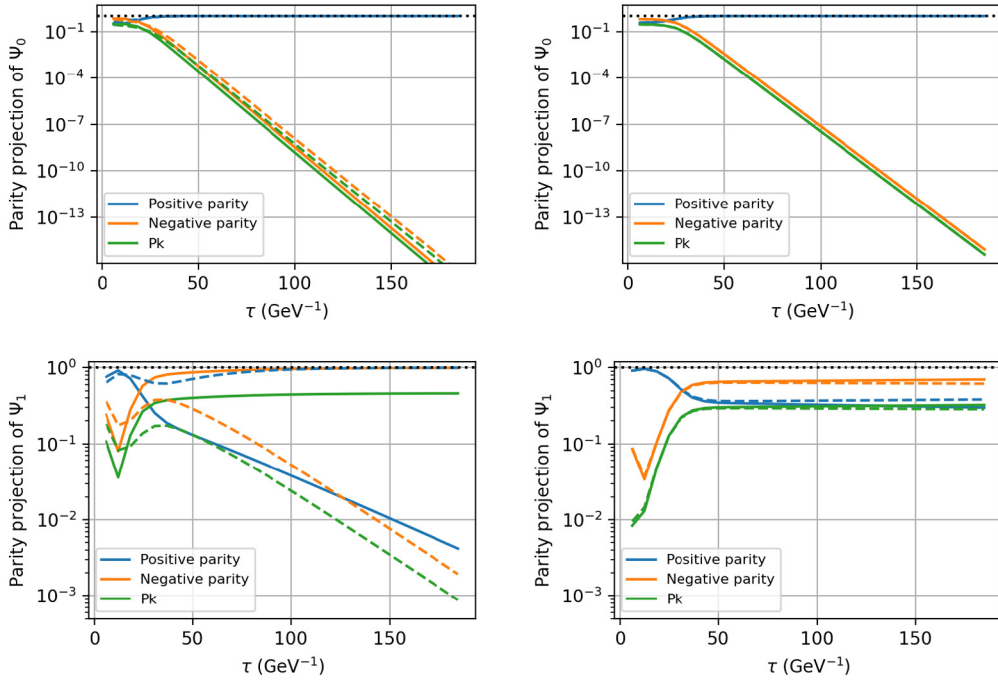 Parity projection of Ψ₀
10⁻¹
10⁻⁴
10⁻⁷
10⁻¹⁰
10⁻¹³
Positive parity
Negative parity
Pk
0 50 100 150
τ (GeV⁻¹)
Parity projection of Ψ₀
10⁻¹
10⁻⁴
10⁻⁷
10⁻¹⁰
10⁻¹³
Positive parity
Negative parity
Pk
0 50 100 150
τ (GeV⁻¹)
Parity projection of Ψ₁
10⁰
10⁻¹
10⁻²
10⁻³
Positive parity
Negative parity
Pk
0 50 100 150
τ (GeV⁻¹)
Parity projection of Ψ₁
10⁰
10⁻¹
10⁻²
10⁻³
Positive parity
Negative parity
Pk
0 50 100 150
τ (GeV⁻¹)